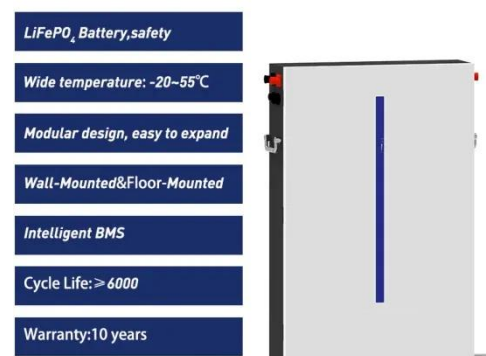 LiFePO₄ Battery,safety
Wide temperature: -20~55℃
Modular design, easy to expand
Wall-Mounted&Floor-Mounted
Intelligent BMS
Cycle Life:≥6000
Warranty:10 years